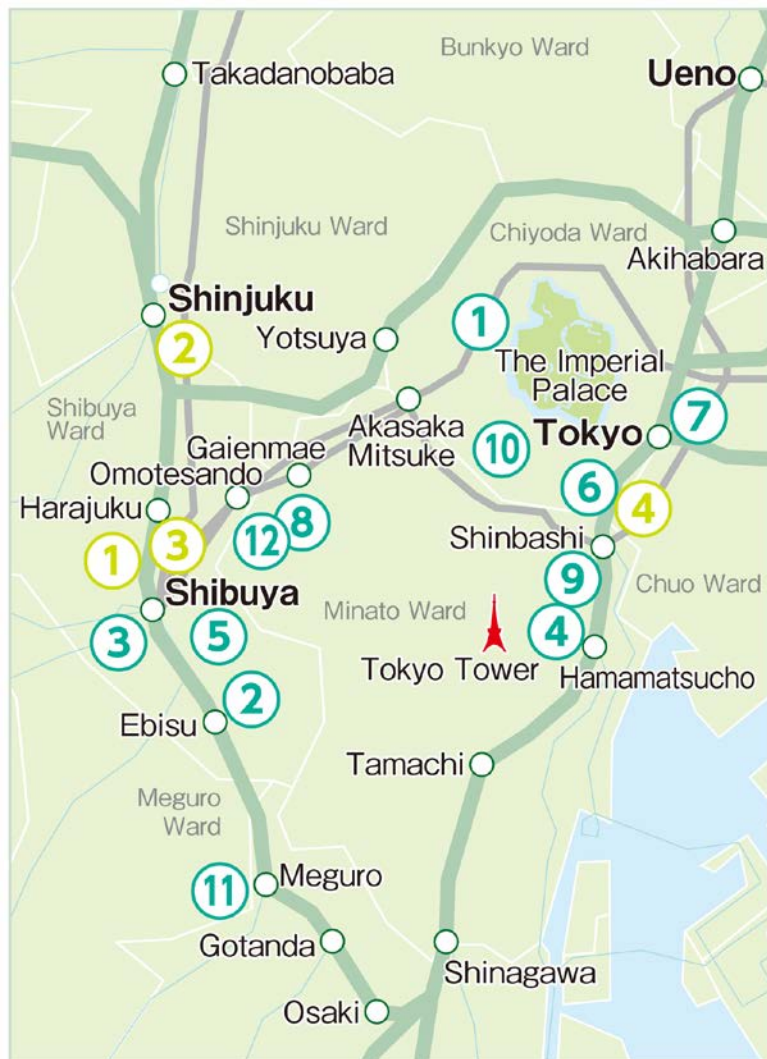 Bunkyo Ward
Ueno
Takadanobaba
Shinjuku Ward
Chiyoda Ward
Akihabara
Shinjuku
2
Yotsuya
1
The Imperial
Palace
Shibuya
Ward
Akasaka
Mitsuke
10
Tokyo
7
Gaienmae
Omotesando
Harajuku
6
4
8
12
1
3
Shinbashi
9
Chuo Ward
Shibuya
Minato Ward
3
5
4
Tokyo Tower
Hamamatsucho
2
Ebisu
Tamachi
Meguro
Ward
11
Meguro
Gotanda
Shinagawa
Osaki